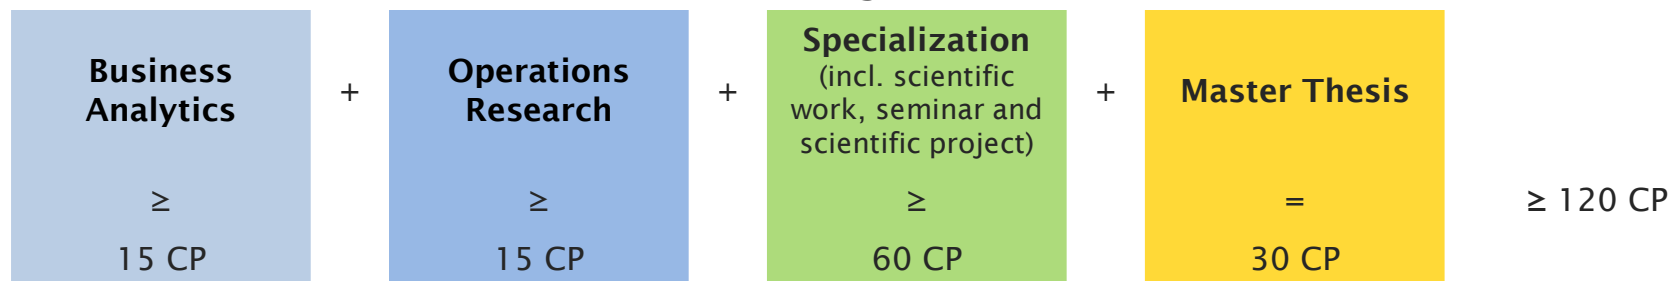 Business
Analytics
≥
15 CP
+
Operations
Research
≥
15 CP
+
Specialization
(incl. scientific
work, seminar and
scientific project)
≥
60 CP
+
Master Thesis
=
30 CP
≥ 120 CP